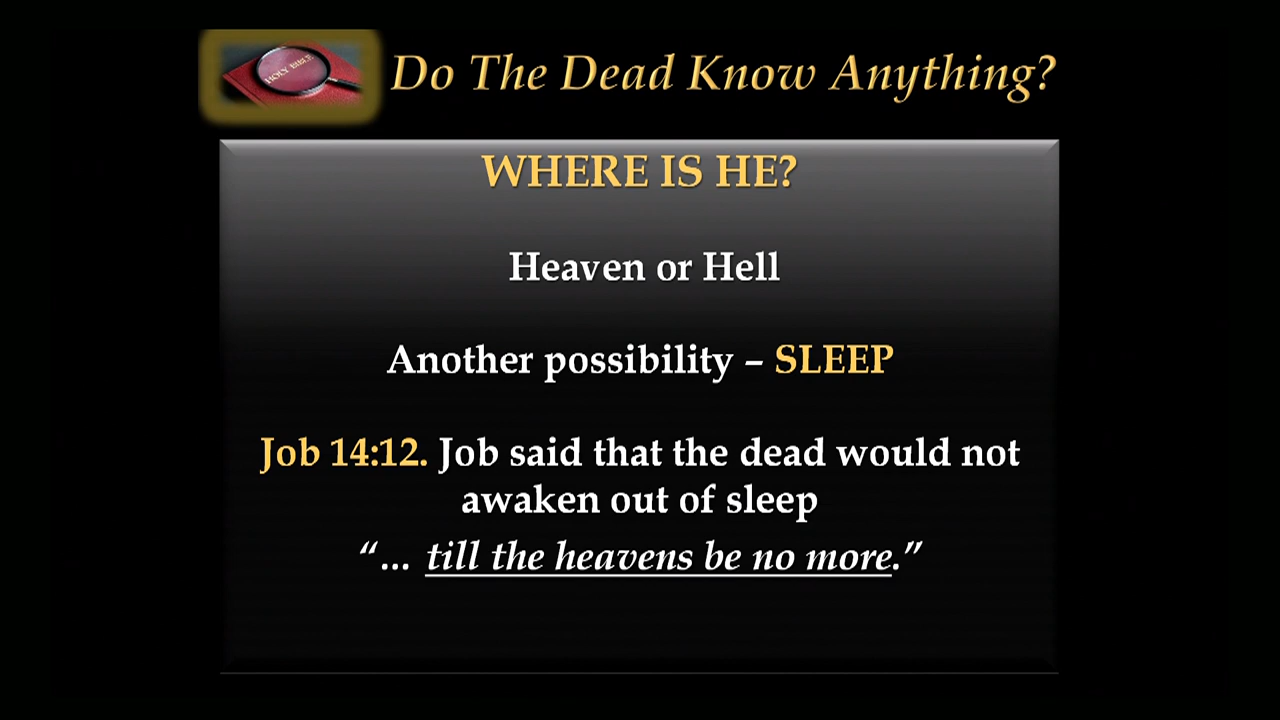 HOLY BIBLE
Do The Dead Know Anything?
WHERE IS HE?
Heaven or Hell
Another possibility – SLEEP
Job 14:12. Job said that the dead would not
awaken out of sleep
“... till the heavens be no more.”